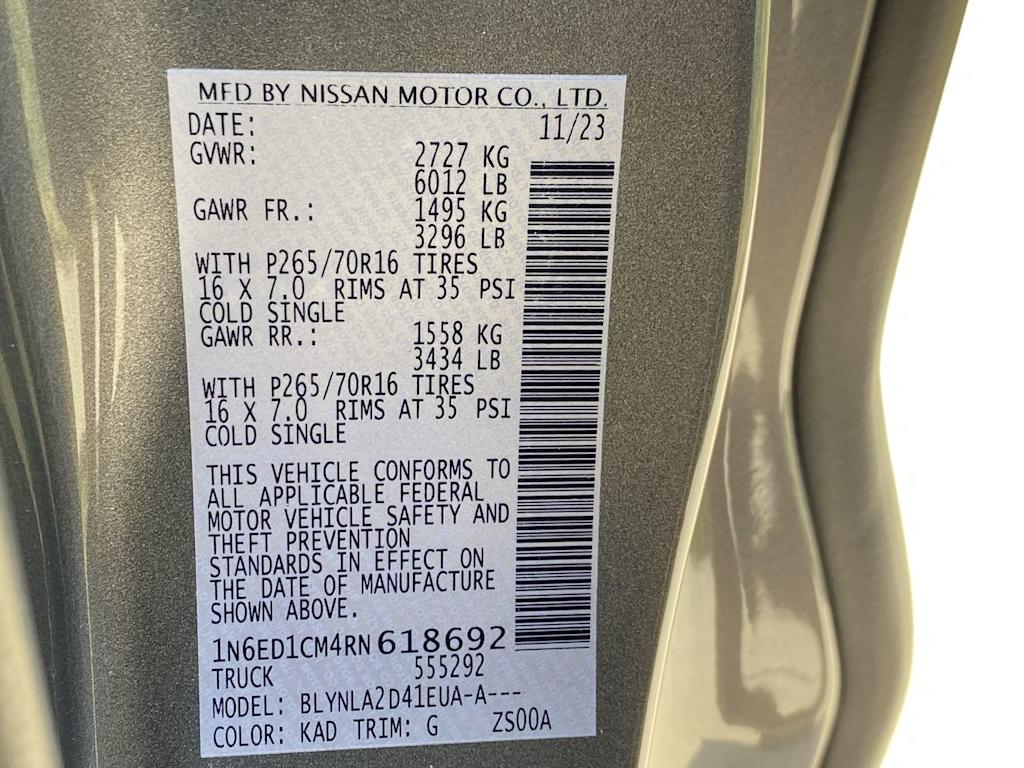 MFD BY NISSAN MOTOR CO., LTD.
DATE: 11/23
GVWR: 2727 KG
6012 LB
GAWR FR.: 1495 KG
3296 LB
WITH P265/70R16 TIRES
16 X 7.0 RIMS AT 35 PSI
COLD SINGLE
GAWR RR.: 1558 KG
3434 LB
WITH P265/70R16 TIRES
16 X 7.0 RIMS AT 35 PSI
COLD SINGLE
THIS VEHICLE CONFORMS TO
ALL APPLICABLE FEDERAL
MOTOR VEHICLE SAFETY AND
THEFT PREVENTION
STANDARDS IN EFFECT ON
THE DATE OF MANUFACTURE
SHOWN ABOVE.
1N6ED1CM4RN618692
TRUCK 555292
MODEL: BLYNLA2D41EUA-A---
COLOR: KAD TRIM: G ZS00A